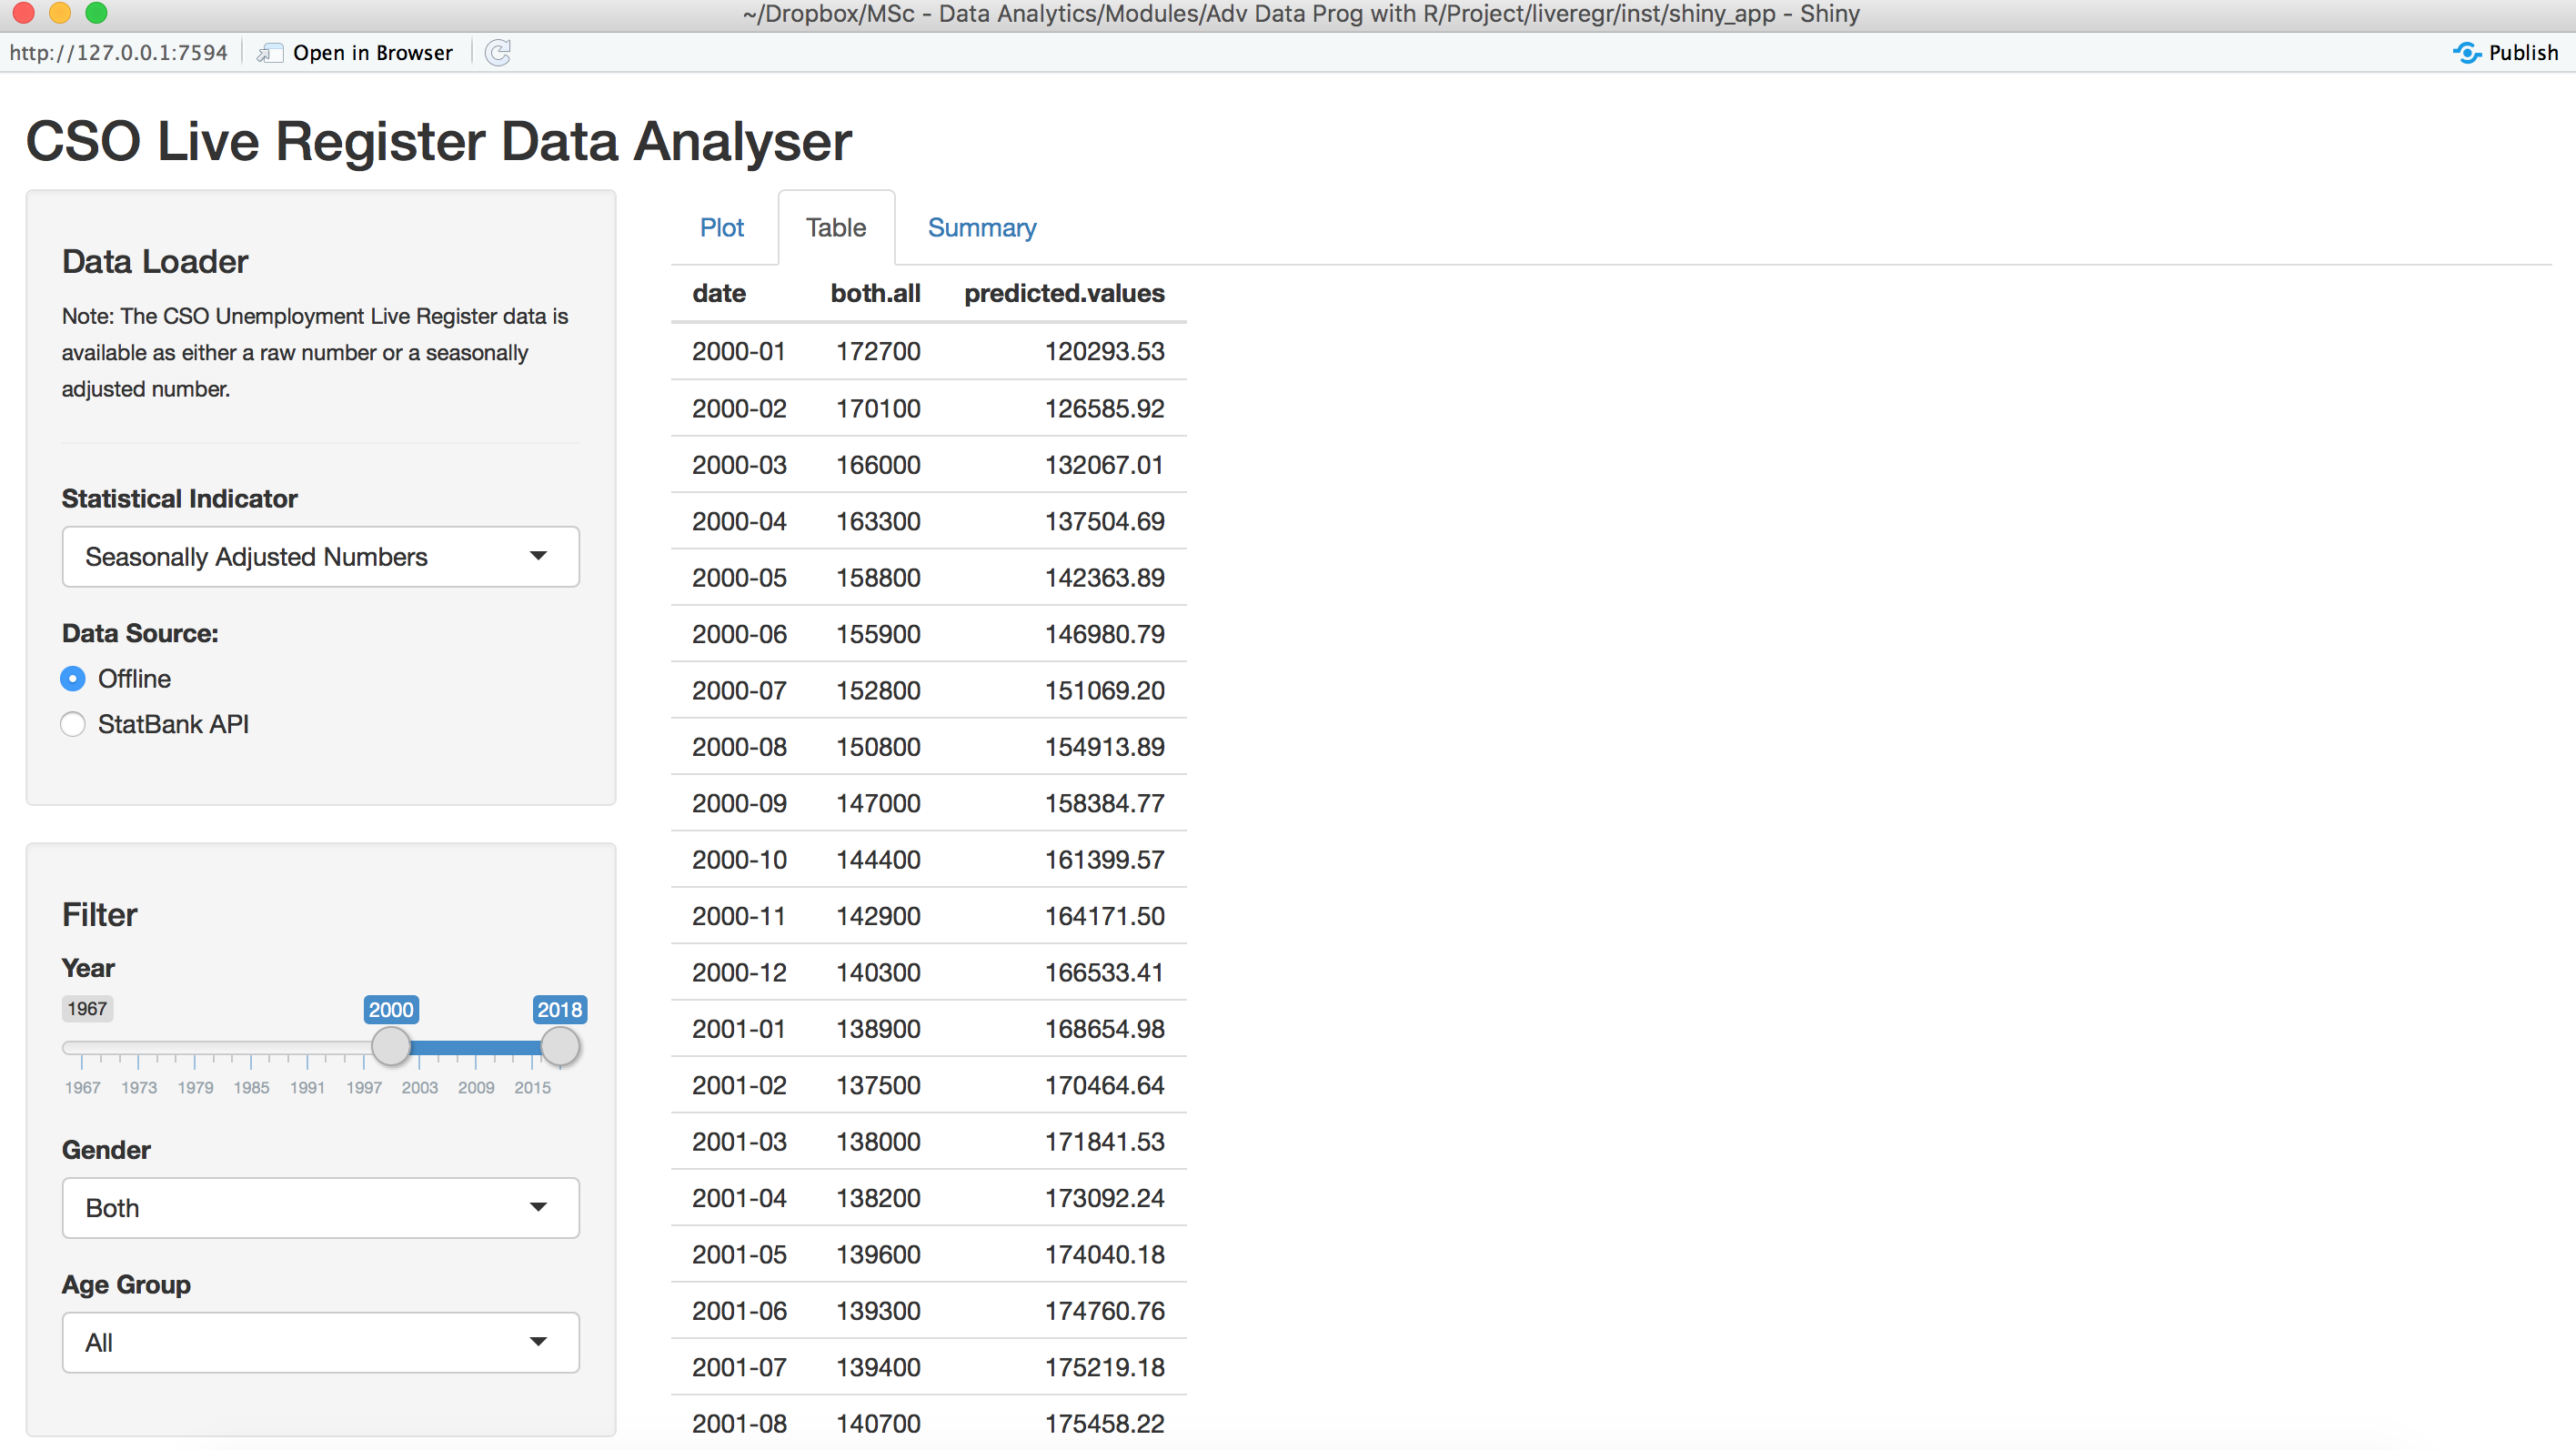 ~/Dropbox/MSc - Data Analytics/Modules/Adv Data Prog with R/Project/liveregr/inst/shiny_app - Shiny
http://127.0.0.1:7594 Open in Browser Publish
CSO Live Register Data Analyser
Data Loader
Note: The CSO Unemployment Live Register data is
available as either a raw number or a seasonally
adjusted number.
Statistical Indicator
Seasonally Adjusted Numbers
Data Source:
Offline
StatBank API
Filter
Year
1967 2000 2018
1967 1973 1979 1985 1991 1997 2003 2009 2015
Gender
Both
Age Group
All
Plot Table Summary
date both.all predicted.values
2000-01 172700 120293.53
2000-02 170100 126585.92
2000-03 166000 132067.01
2000-04 163300 137504.69
2000-05 158800 142363.89
2000-06 155900 146980.79
2000-07 152800 151069.20
2000-08 150800 154913.89
2000-09 147000 158384.77
2000-10 144400 161399.57
2000-11 142900 164171.50
2000-12 140300 166533.41
2001-01 138900 168654.98
2001-02 137500 170464.64
2001-03 138000 171841.53
2001-04 138200 173092.24
2001-05 139600 174040.18
2001-06 139300 174760.76
2001-07 139400 175219.18
2001-08 140700 175458.22